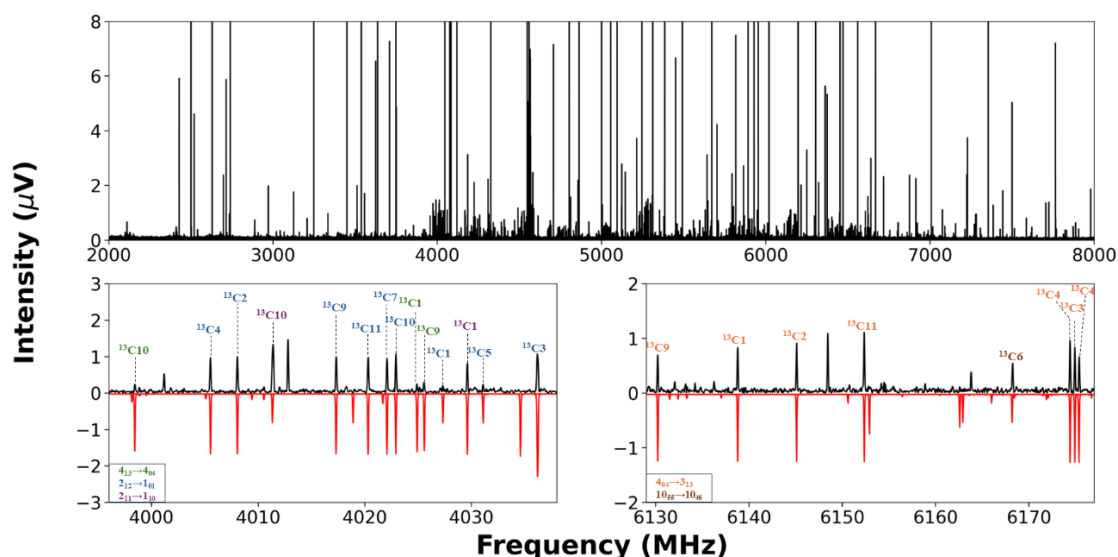 Intensity (μV)
8
6
4
2
0
2000 3000 4000 5000 6000 7000 8000
3
2
1
0
−1
−2
−3
¹³C10
¹³C4
¹³C2
¹³C10
¹³C9
¹³C11
¹³C7
¹³C10
¹³C1
¹³C9
¹³C1
¹³C1
¹³C5
¹³C3
4₁₃→4₀₄
2₁₂→1₀₁
2₁₁→1₁₀
4000 4010 4020 4030
2
1
0
−1
−2
¹³C9
¹³C1
¹³C2
¹³C11
¹³C6
¹³C4
¹³C3
¹³C4
4₀₄→3₁₃
6130 6140 6150 6160 6170
Frequency (MHz)